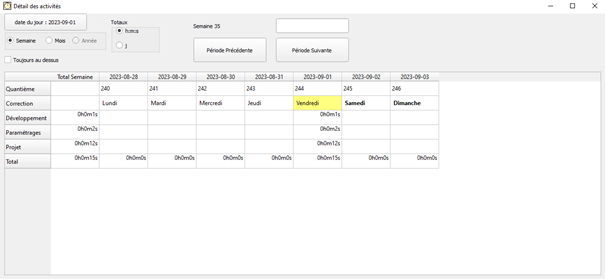 Détail des activités
date du jour : 2023-09-01
Totaux
h:m:s
j
Semaine 35
Semaine Mois Année
Toujours au dessus
Période Précédente Période Suivante
Total Semaine 2023-08-28 2023-08-29 2023-08-30 2023-08-31 2023-09-01 2023-09-02 2023-09-03
Quantième 240 241 242 243 244 245 246
Correction Lundi Mardi Mercredi Jeudi Vendredi Samedi Dimanche
Développement 0h0m1s 0h0m1s
Paramétrages 0h0m2s 0h0m2s
Projet 0h0m12s 0h0m12s
Total 0h0m15s 0h0m0s 0h0m0s 0h0m0s 0h0m0s 0h0m15s 0h0m0s 0h0m0s